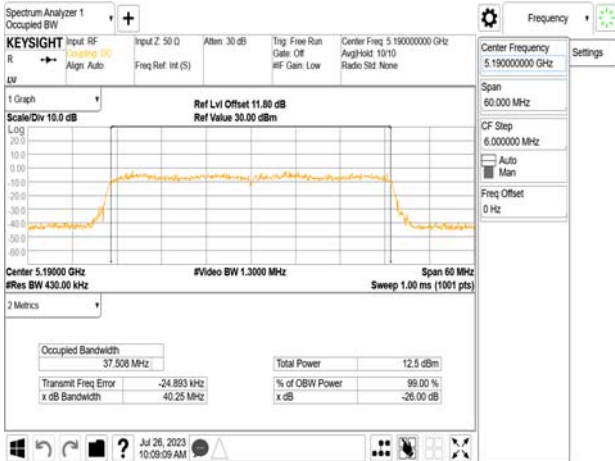 Spectrum Analyzer 1
Occupied BW
Frequency
KEYSIGHT
Input: RF
Coupling: DC
Align: Auto
Input Z: 50 Ω
Freq Ref: Int (S)
Atten: 30 dB
Trig: Free Run
Gate: Off
#IF Gain: Low
Center Freq: 5.190000000 GHz
Avg|Hold: 10/10
Radio Std: None
R
LVI
Center Frequency
5.190000000 GHz
Settings
Span
60.000 MHz
CF Step
6.000000 MHz
Auto
Man
Freq Offset
0 Hz
1 Graph
Scale/Div 10.0 dB
Ref Lvl Offset 11.80 dB
Ref Value 30.00 dBm
Log
20.0
10.0
0.00
-10.0
-20.0
-30.0
-40.0
-50.0
-60.0
Center 5.19000 GHz
#Video BW 1.3000 MHz
Span 60 MHz
#Res BW 430.00 kHz
Sweep 1.00 ms (1001 pts)
2 Metrics
Occupied Bandwidth
37.508 MHz
Total Power
12.5 dBm
Transmit Freq Error
-24.893 kHz
% of OBW Power
99.00 %
x dB Bandwidth
40.25 MHz
x dB
-26.00 dB
Jul 26, 2023
10:09:09 AM